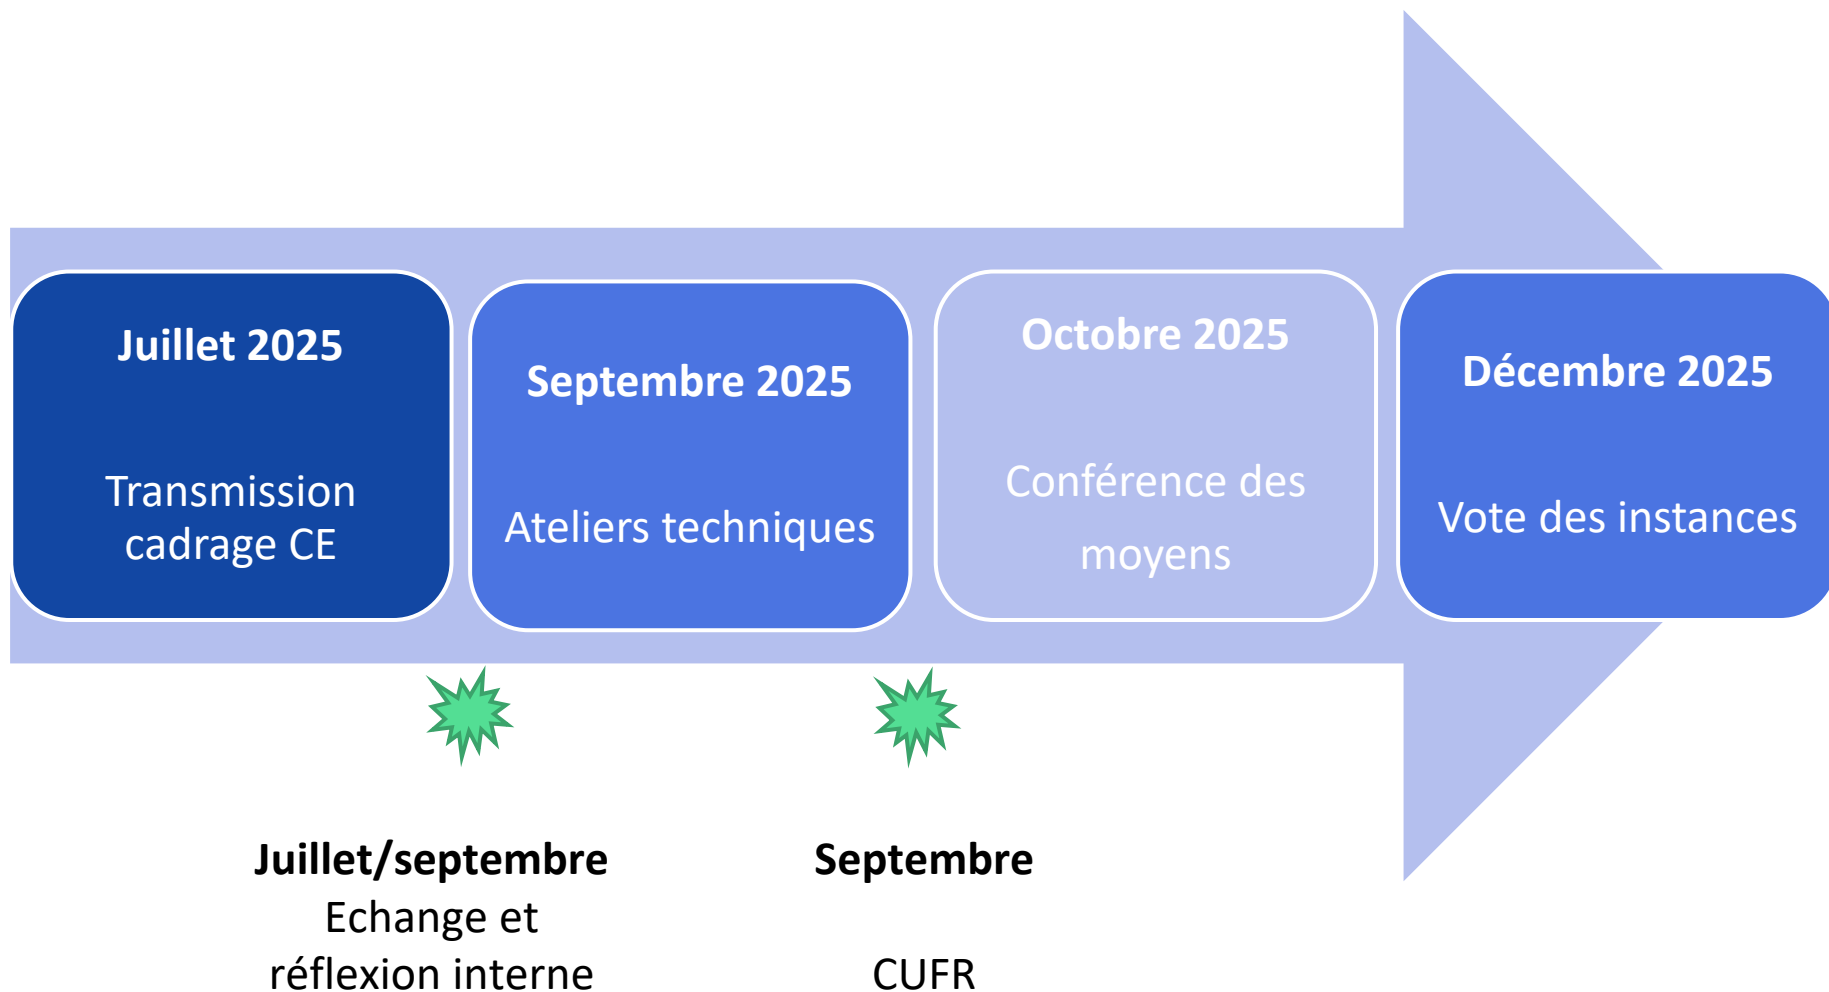 Juillet 2025
Transmission
cadrage CE
Septembre 2025
Ateliers techniques
Octobre 2025
Conférence des
moyens
Décembre 2025
Vote des instances
Juillet/septembre
Echange et
réflexion interne
Septembre
CUFR